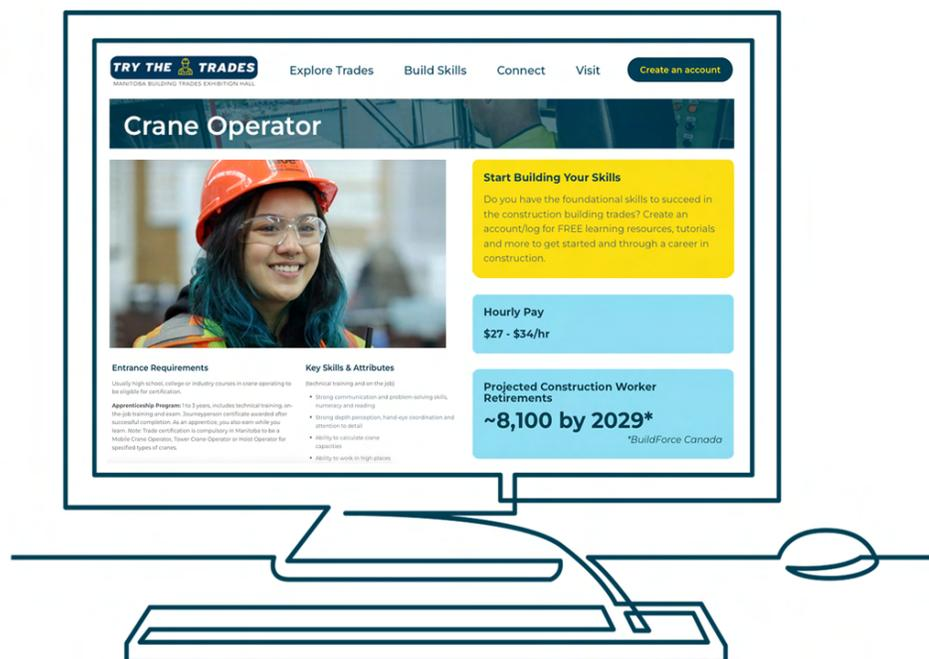 TRY THE TRADES
MANITOBA BUILDING TRADES EXHIBITION HALL
Explore Trades
Build Skills
Connect
Visit
Create an account
Crane Operator
Start Building Your Skills
Do you have the foundational skills to succeed in
the construction building trades? Create an
account/log for FREE learning resources, tutorials
and more to get started and through a career in
construction.
Hourly Pay
$27 - $34/hr
Projected Construction Worker
Retirements
~8,100 by 2029*
*BuildForce Canada
Entrance Requirements
Usually high school, college or industry courses in crane operating to
be eligible for certification.
Apprenticeship Program: 1 to 3 years, includes technical training, on-
the-job training and exam. Journeyperson certificate awarded after
successful completion. As an apprentice, you also earn while you
learn. Note: Trade certification is compulsory in Manitoba to be a
Mobile Crane Operator, Tower Crane Operator or Hoist Operator for
specified types of cranes.
Key Skills & Attributes
(technical training and on the job)
• Strong communication and problem-solving skills,
numeracy and reading
• Strong depth perception, hand-eye coordination and
attention to detail
• Ability to calculate crane
capacities
• Ability to work in high places